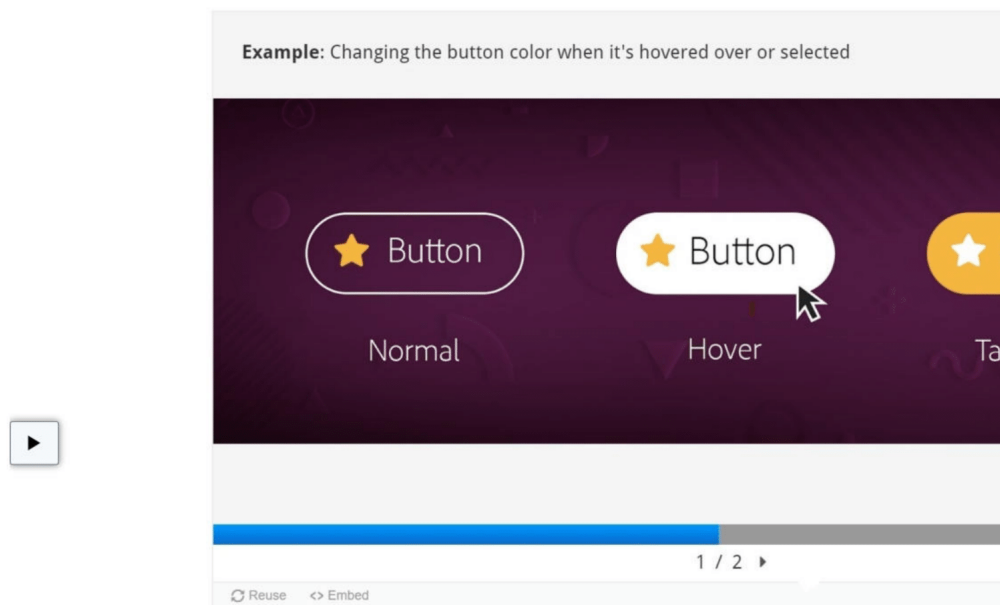 Example: Changing the button color when it's hovered over or selected
Button Button
Normal Hover Ta
1 / 2
Reuse <> Embed